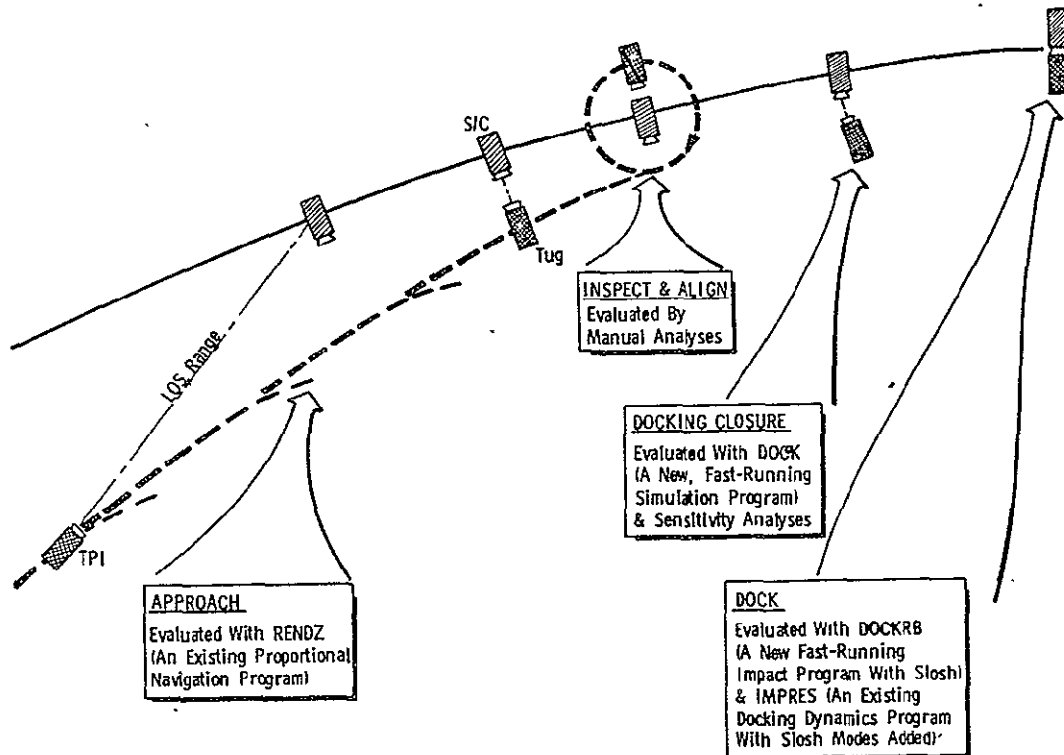 S/C
Tug
LOS Range
TPI
INSPECT & ALIGN
Evaluated By
Manual Analyses
DOCKING CLOSURE
Evaluated With DOCK
(A New, Fast-Running
Simulation Program)
& Sensitivity Analyses
APPROACH
Evaluated With RENDZ
(An Existing Proportional
Navigation Program)
DOCK
Evaluated With DOCKRB
(A New Fast-Running
Impact Program With Slosh)
& IMPRES (An Existing
Docking Dynamics Program
With Slosh Modes Added)